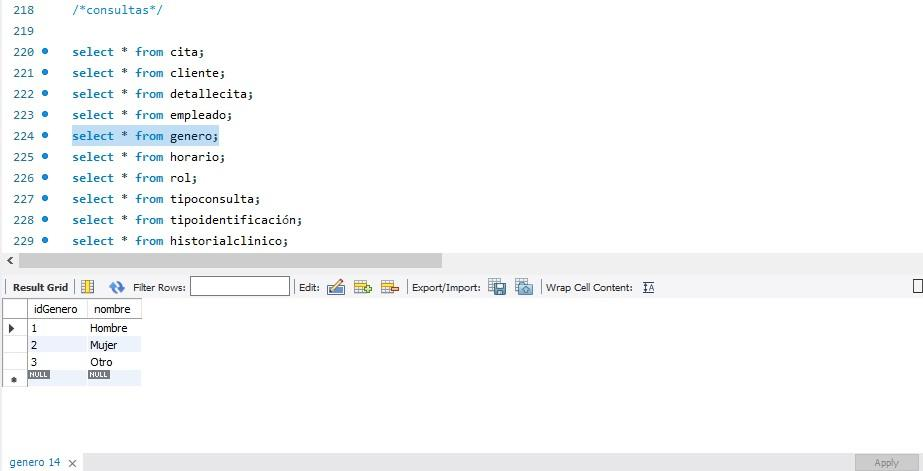 218 /*consultas*/
219
220 select * from cita;
221 select * from cliente;
222 select * from detallecita;
223 select * from empleado;
224 select * from genero;
225 select * from horario;
226 select * from rol;
227 select * from tipoconsulta;
228 select * from tipoidentificación;
229 select * from historialclinico;
Result Grid Filter Rows: Edit: Export/Import: Wrap Cell Content: IA
idGenero nombre
1 Hombre
2 Mujer
3 Otro
NULL NULL
genero 14 × Apply